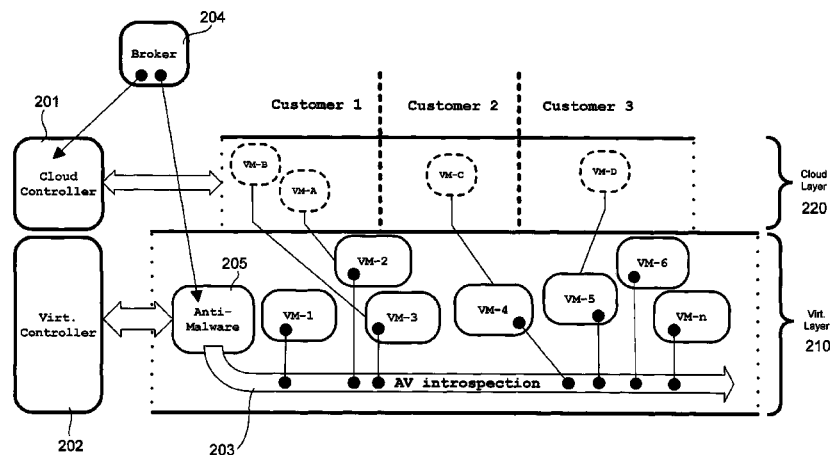 204
Broker
201
Customer 1
Customer 2
Customer 3
Cloud
Controller
VM-B
VM-A
VM-C
VM-D
Cloud
Layer
220
Virt.
Controller
205
Anti-
Malware
VM-1
VM-2
VM-3
VM-4
VM-5
VM-6
VM-n
Virt.
Layer
210
AV introspection
203
202